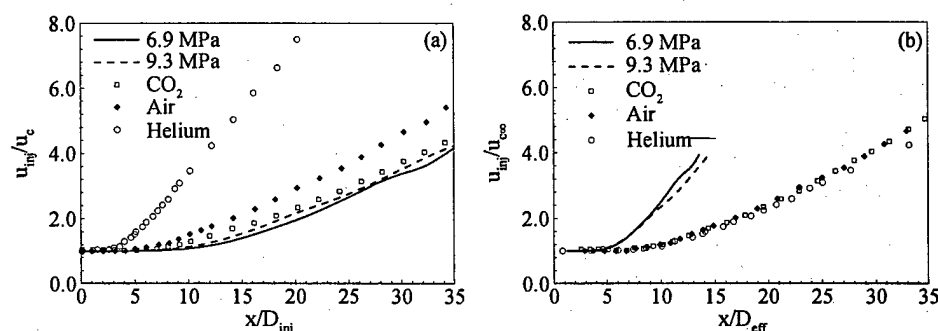 8.0
6.0
4.0
2.0
0.0
u_inj/u_c
6.9 MPa
9.3 MPa
CO₂
Air
Helium
(a)
0 5 10 15 20 25 30 35
x/D_inj
8.0
6.0
4.0
2.0
0.0
u_inj/u_c∞
6.9 MPa
9.3 MPa
CO₂
Air
Helium
(b)
0 5 10 15 20 25 30 35
x/D_eff